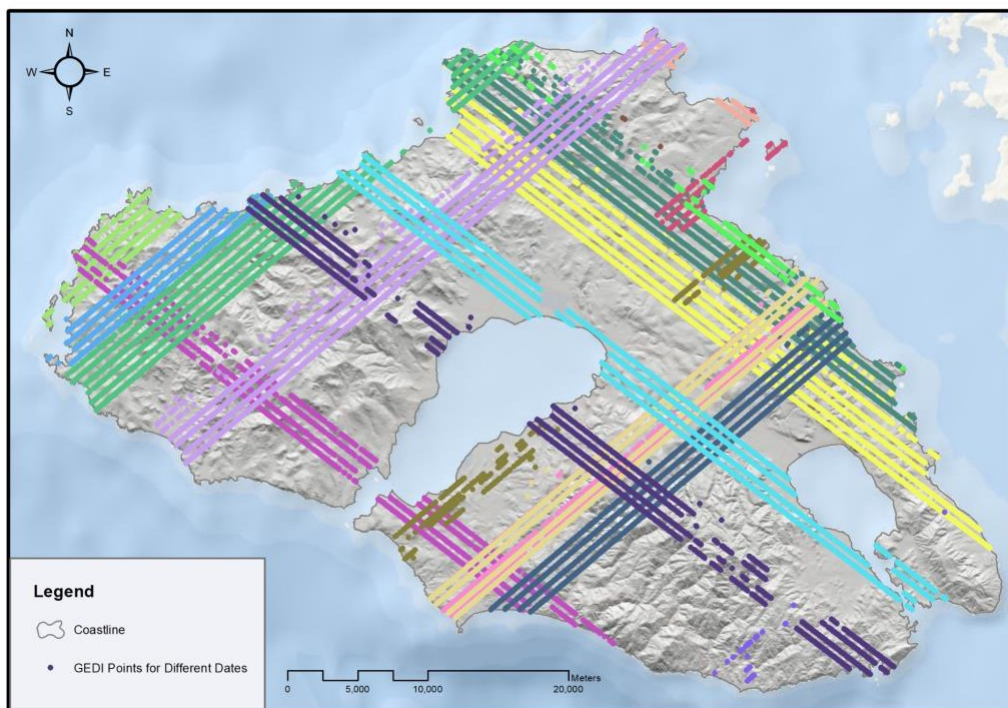 N
W E
S
Legend
Coastline
GEDI Points for Different Dates
Meters
0 5,000 10,000 20,000